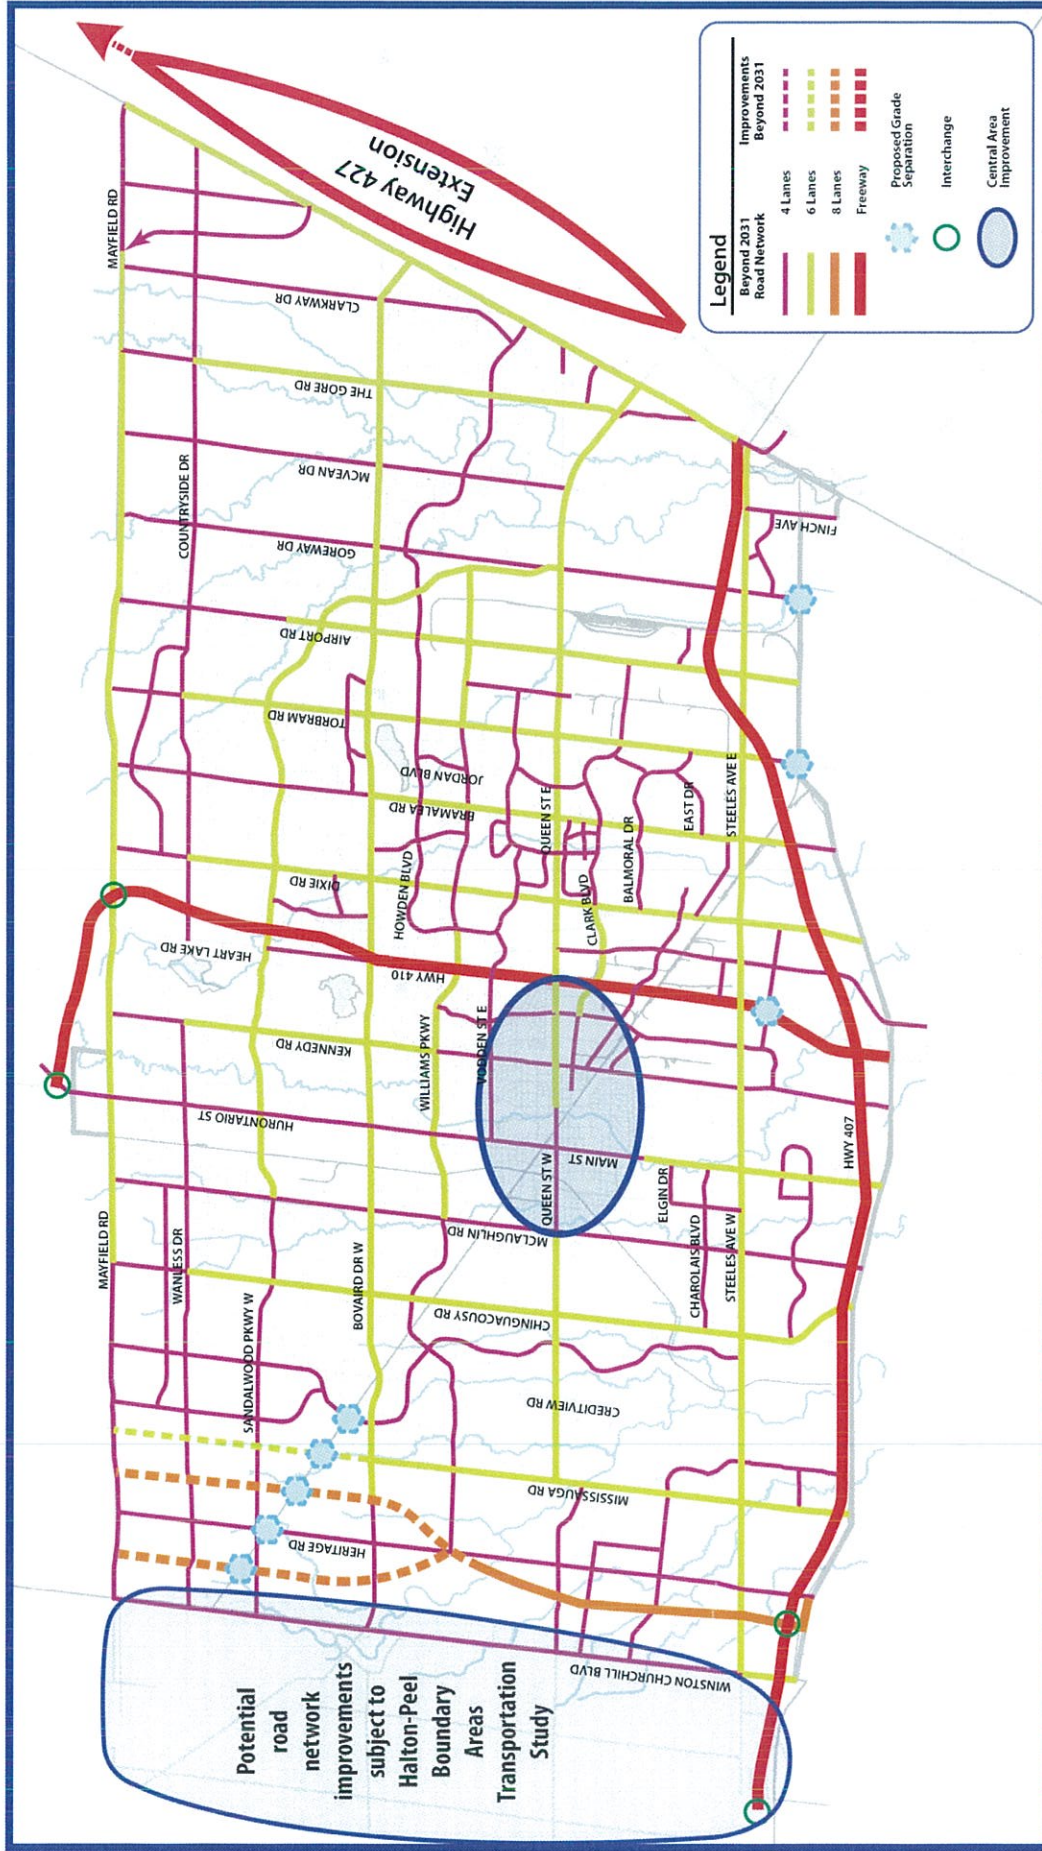 MAYFIELD RD
Highway 427
Extension
CLARKWAY DR
THE GORE RD
MCVEAN DR
COUNTRYSIDE DR
GOREWAY DR
FINCH AVE
AIRPORT RD
TORBRAM RD
JORDAN BLVD
BRAMALEA RD
QUEEN ST E
EAST DR
STEELES AVE E
BALMORAL DR
DIXIE RD
HOWDEN BLVD
CLARK BLVD
HEART LAKE RD
HWY 410
KENNEDY RD
WILLIAMS PKWY
VODDEN ST E
HURONTARIO ST
MAIN ST
HWY 407
QUEEN ST W
ELGIN DR
MCLAUGHLIN RD
CHAROLAIS BLVD
STEELES AVE W
MAYFIELD RD
WANLESS DR
BOVAIRD DR W
CHINGUACOUSY RD
SANDALWOOD PKWY W
CREDITVIEW RD
MISSISSAUGA RD
HERITAGE RD
WINSTON CHURCHILL BLVD
Potential
road
network
improvements
subject to
Halton-Peel
Boundary
Areas
Transportation
Study
Legend
Beyond 2031
Road Network
Improvements
Beyond 2031
4 Lanes
6 Lanes
8 Lanes
Freeway
Proposed Grade
Separation
Interchange
Central Area
Improvement